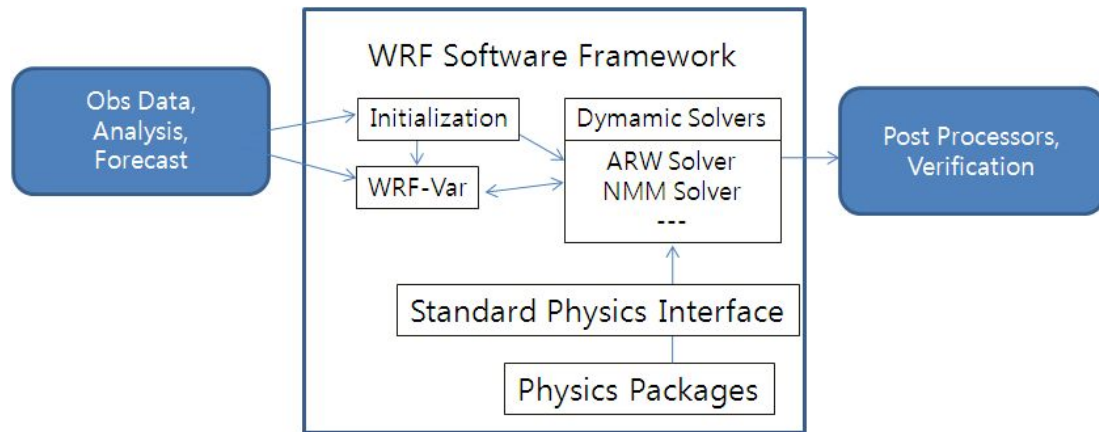 WRF Software Framework
Obs Data,
Analysis,
Forecast
Initialization
WRF-Var
Dymamic Solvers
ARW Solver
NMM Solver
---
Standard Physics Interface
Physics Packages
Post Processors,
Verification